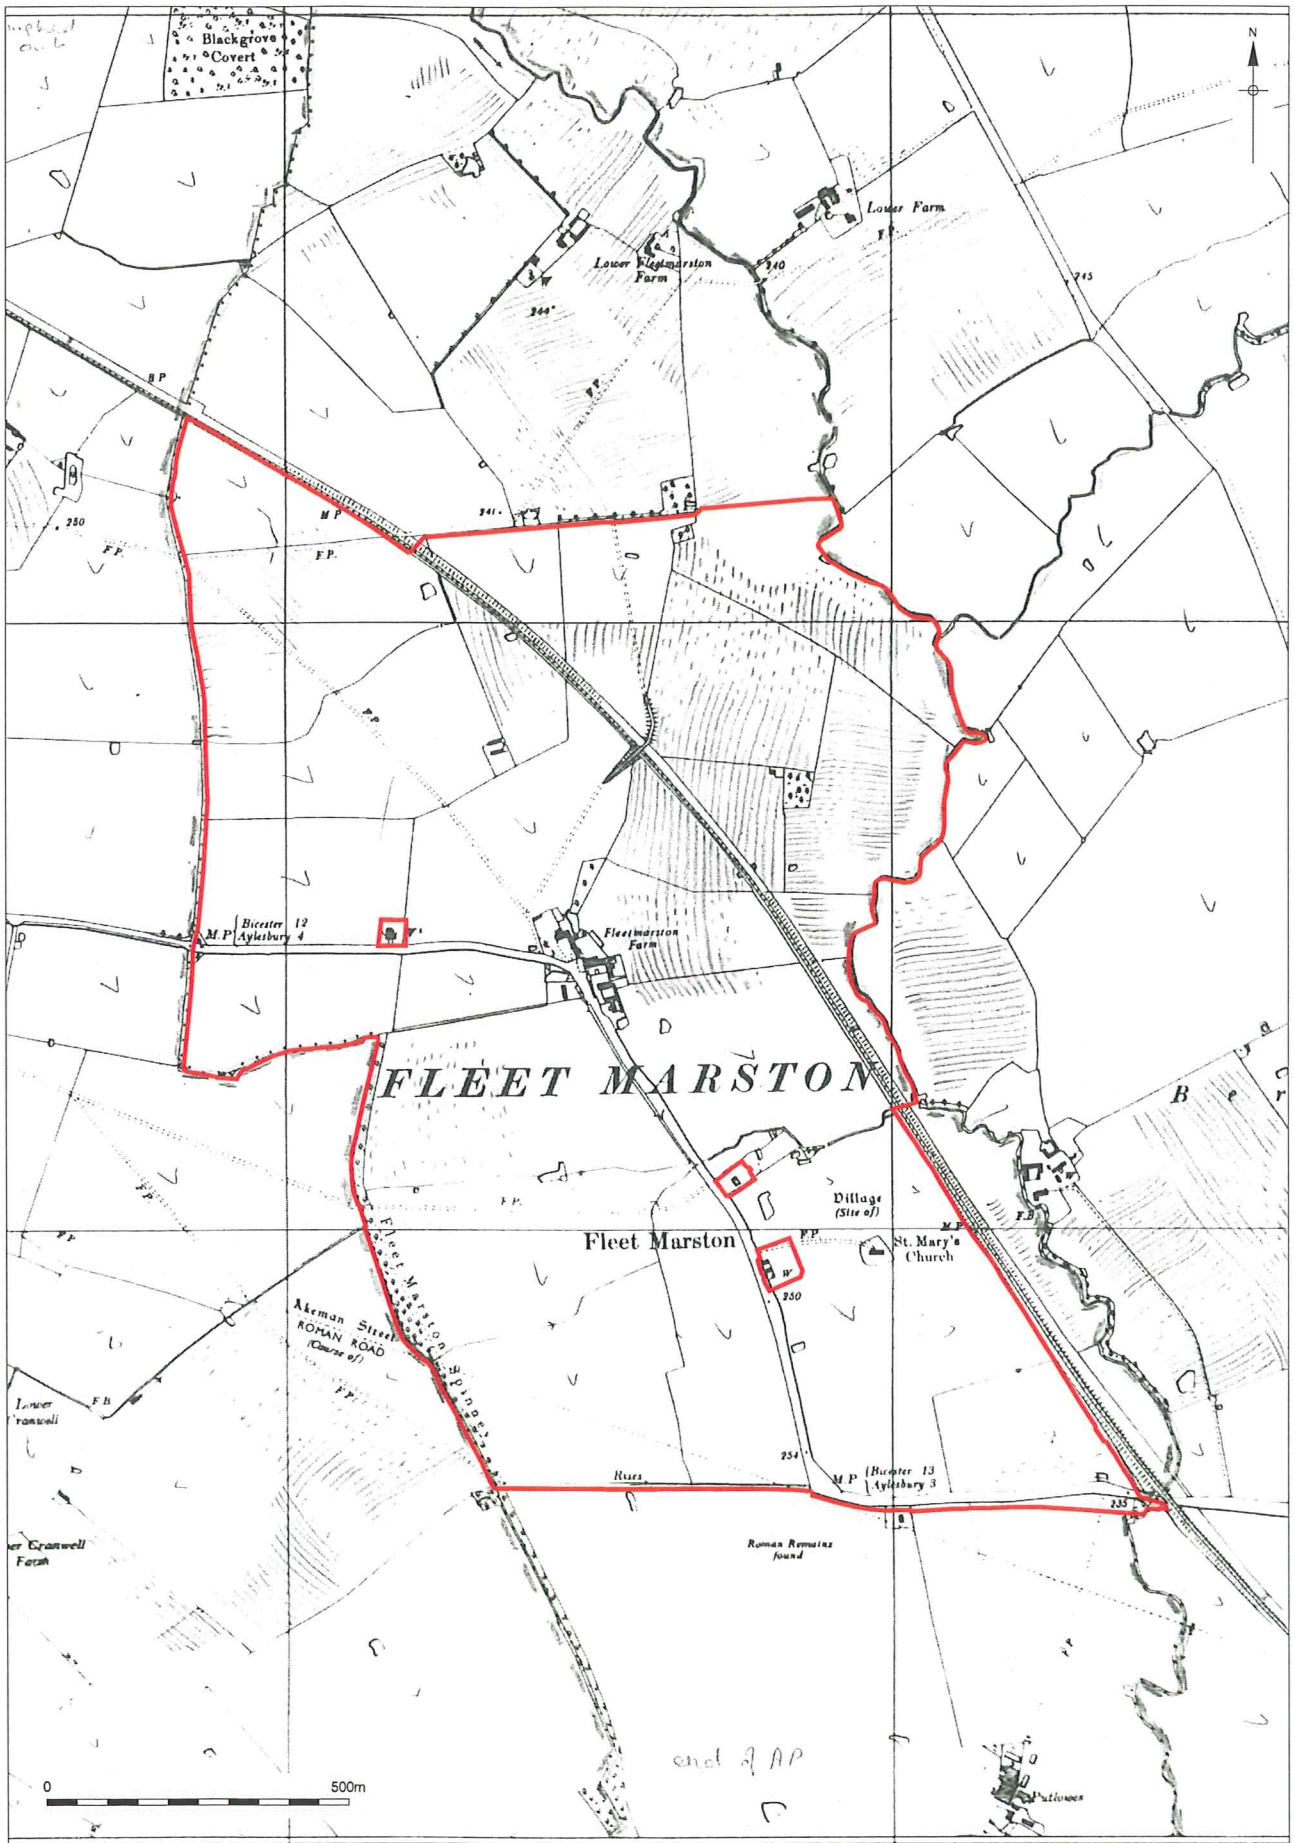 Blackgrove
Covert
N
Lower Farm
F.P.
Lower Fleetmarston
Farm
240
245
244
F.P.
B P
M P
241
250
F.P.
F.P.
F.P.
M.P
Bicester 12
Aylesbury 4
Fleetmarston
Farm
FLEET MARSTON
B e r
F.P.
F.P.
F.P.
Village
(Site of)
M.P.
F.B.
Fleet Marston
F.P.
St. Mary's
Church
W
250
Fleet Marston Spinney
Akeman Street
ROMAN ROAD
(Course of)
F.P.
Lower
F.B.
254
Rises
M.P
Bicester 13
Aylesbury 3
235
er Cranwell
Farm
Roman Remains
found
F.P.
end of AP
0 500m
Putlowes